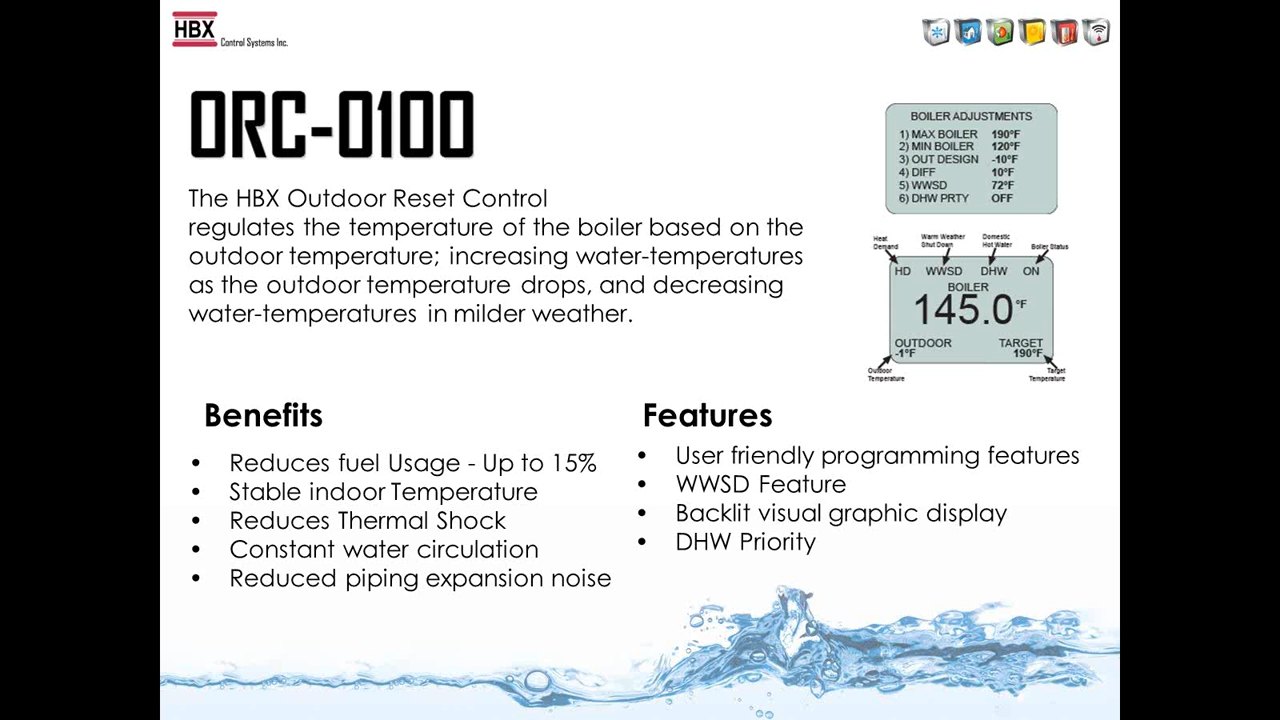 HBX
Control Systems Inc.
ORC-0100
The HBX Outdoor Reset Control
regulates the temperature of the boiler based on the
outdoor temperature; increasing water-temperatures
as the outdoor temperature drops, and decreasing
water-temperatures in milder weather.
BOILER ADJUSTMENTS
1) MAX BOILER 190°F
2) MIN BOILER 120°F
3) OUT DESIGN -10°F
4) DIFF 10°F
5) WWSD 72°F
6) DHW PRTY OFF
Heat Demand
Warm Weather Shut Down
Domestic Hot Water
Boiler Status
HD WWSD DHW ON
BOILER
145.0°F
OUTDOOR TARGET
-1°F 190°F
Outdoor Temperature
Target Temperature
Benefits
• Reduces fuel Usage - Up to 15%
• Stable indoor Temperature
• Reduces Thermal Shock
• Constant water circulation
• Reduced piping expansion noise
Features
• User friendly programming features
• WWSD Feature
• Backlit visual graphic display
• DHW Priority